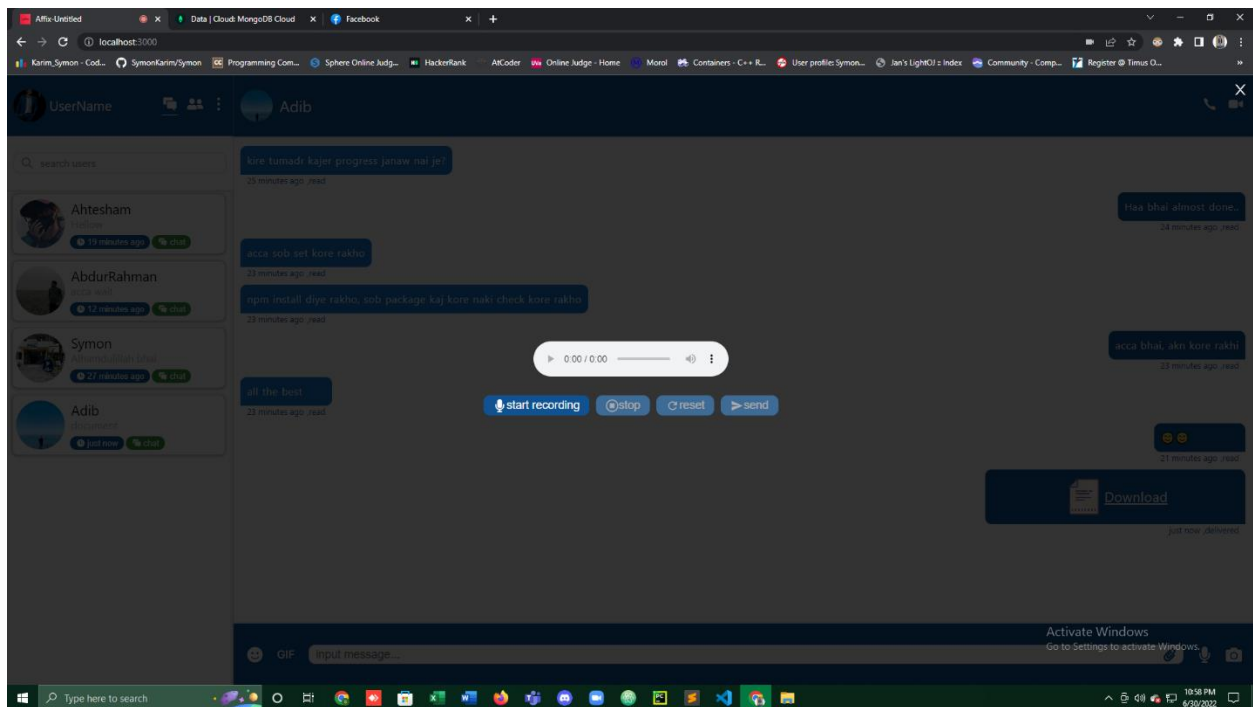 Affix-Untitled
Data | Cloud: MongoDB Cloud
Facebook
localhost:3000
Karim_Symon - Cod...
SymonKarim/Symon
Programming Com...
Sphere Online Judg...
HackerRank
AtCoder
Online Judge - Home
Morol
Containers - C++ R...
User profile: Symon...
Jan's LightOJ :: Index
Community - Comp...
Register @ Timus O...
UserName
Adib
search users
kire tumadr kajer progress janaw nai je?
25 minutes ago ,read
Ahtesham
Hellow
19 minutes ago
chat
Haa bhai almost done..
24 minutes ago ,read
acca sob set kore rakho
23 minutes ago ,read
AbdurRahman
acca wait
12 minutes ago
chat
npm install diye rakho, sob package kaj kore naki check kore rakho
23 minutes ago ,read
Symon
27 minutes ago
chat
0:00 / 0:00
acca bhai, akn kore rakhi
23 minutes ago ,read
all the best
23 minutes ago ,read
Adib
document
just now
chat
start recording
stop
reset
send
21 minutes ago ,read
Download
just now ,delivered
GIF
input message...
Activate Windows
Go to Settings to activate Windows.
Type here to search
10:58 PM
6/30/2022